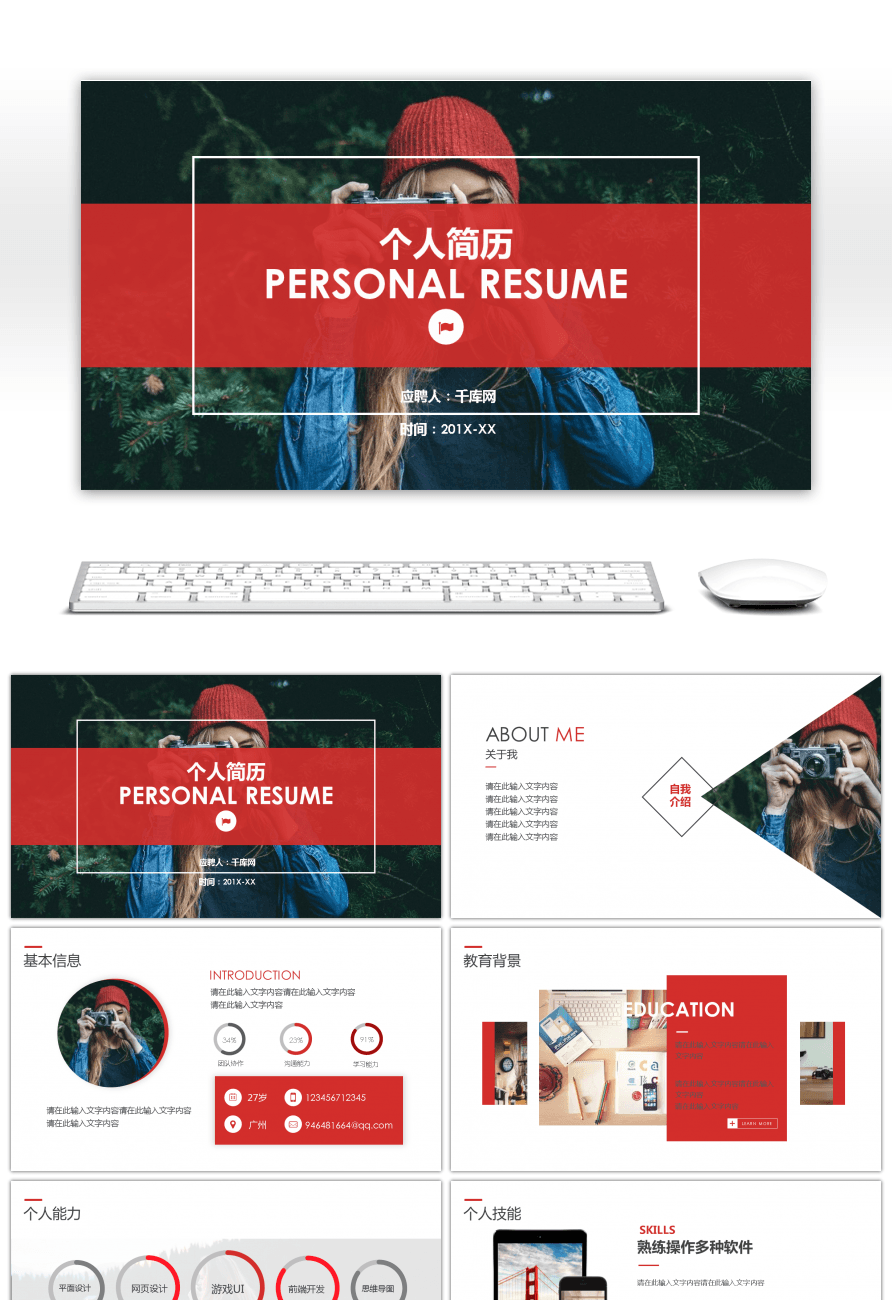 个人简历
PERSONAL RESUME
应聘人：千库网
时间：201X-XX
个人简历
PERSONAL RESUME
应聘人：千库网
时间：201X-XX
ABOUT ME
关于我
请在此输入文字内容
请在此输入文字内容
请在此输入文字内容
请在此输入文字内容
请在此输入文字内容
自我
介绍
基本信息
INTRODUCTION
请在此输入文字内容请在此输入文字内容
请在此输入文字内容
34%
23%
91%
团队协作
沟通能力
学习能力
27岁
123456712345
广州
946481664@qq.com
请在此输入文字内容请在此输入文字内容
请在此输入文字内容
教育背景
EDUCATION
LEARN MORE
个人能力
平面设计
网页设计
游戏UI
前端开发
思维导图
个人技能
SKILLS
熟练操作多种软件
请在此输入文字内容请在此输入文字内容